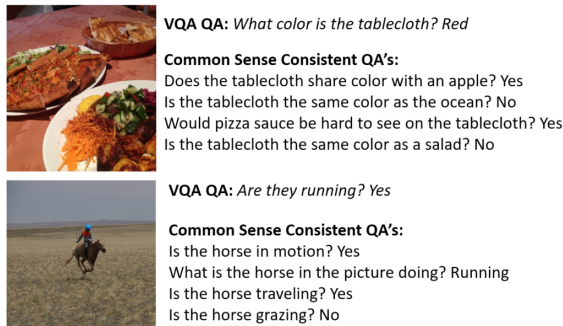 VQA QA: What color is the tablecloth? Red
Common Sense Consistent QA's:
Does the tablecloth share color with an apple? Yes
Is the tablecloth the same color as the ocean? No
Would pizza sauce be hard to see on the tablecloth? Yes
Is the tablecloth the same color as a salad? No
VQA QA: Are they running? Yes
Common Sense Consistent QA's:
Is the horse in motion? Yes
What is the horse in the picture doing? Running
Is the horse traveling? Yes
Is the horse grazing? No